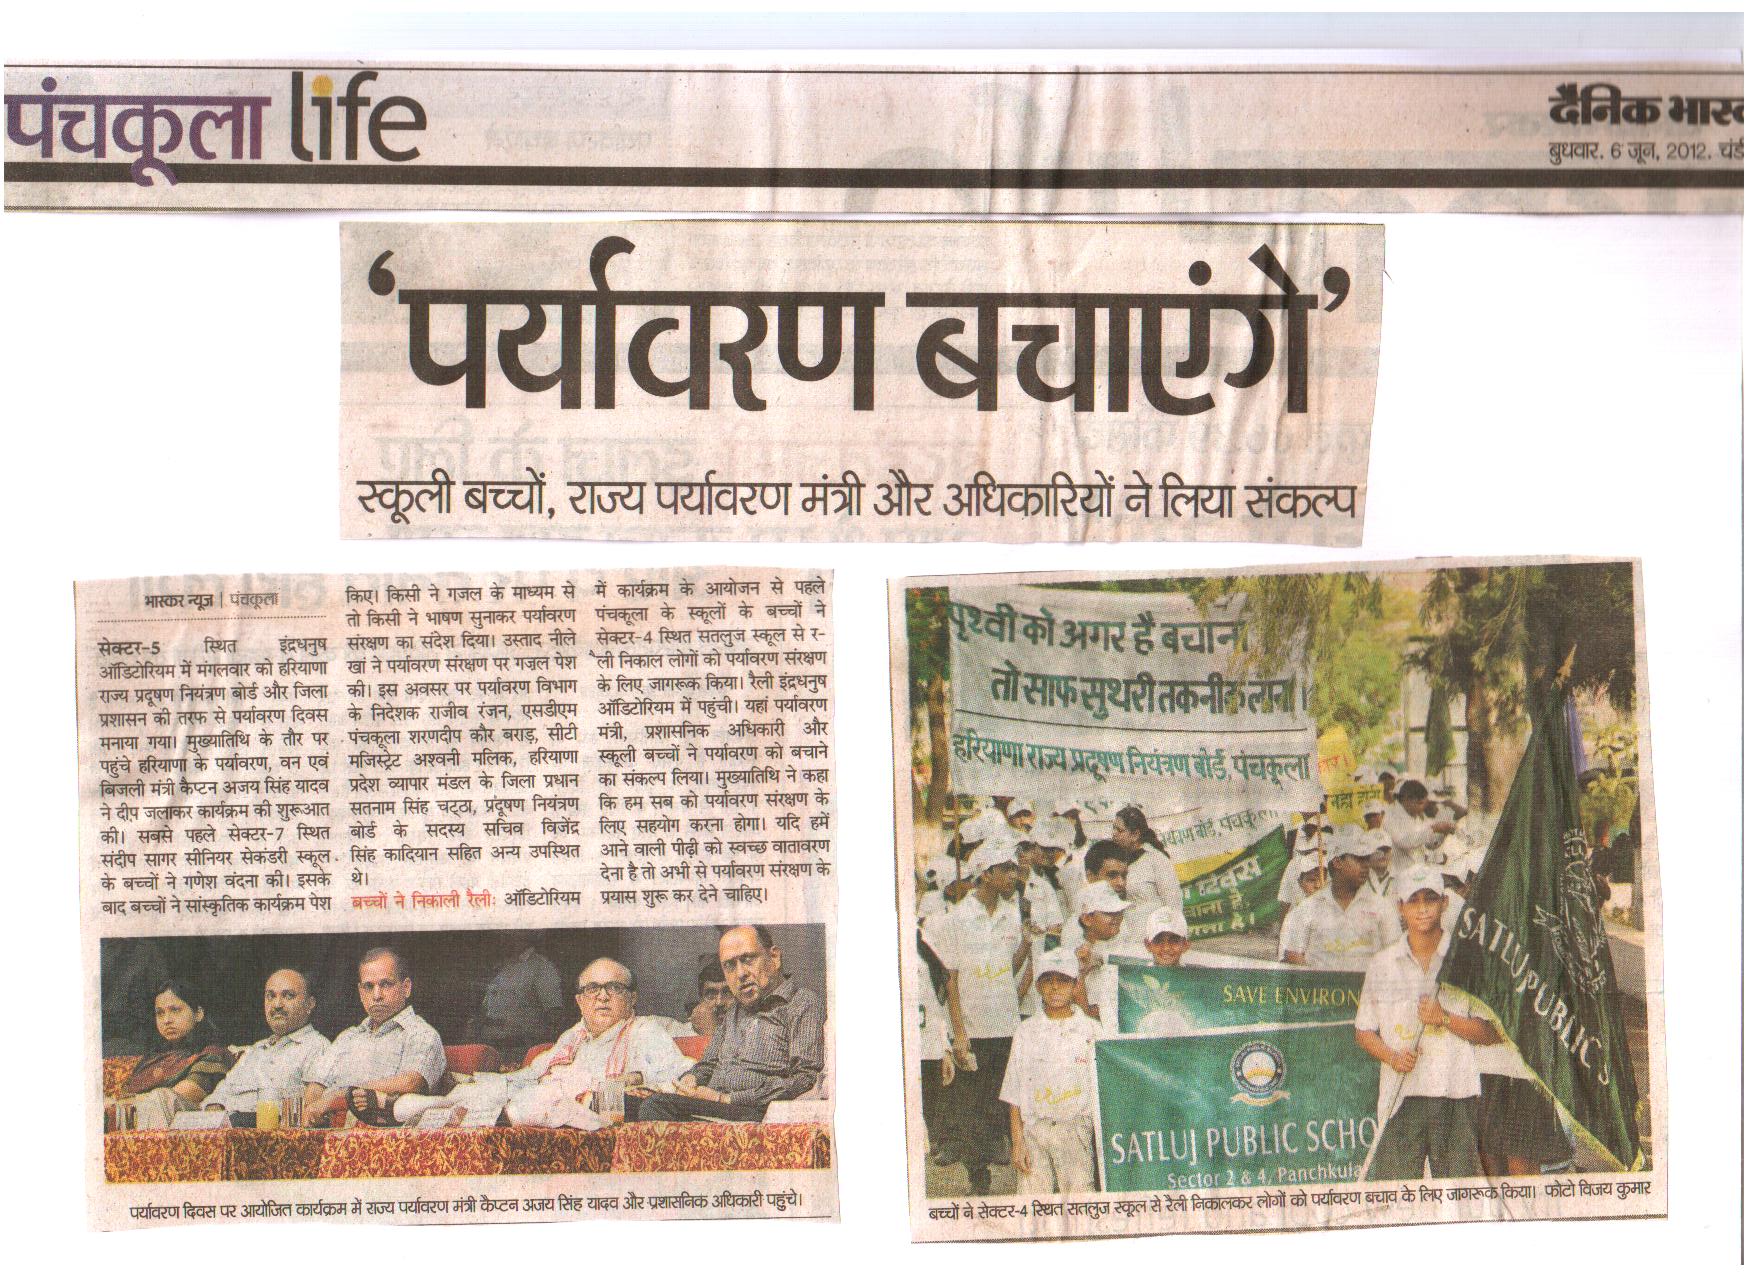 पंचकूला life
दैनिक भास्
बुधवार, 6 जून, 2012, चंडी
‘पर्यावरण बचाएंगे’
स्कूली बच्चों, राज्य पर्यावरण मंत्री और अधिकारियों ने लिया संकल्प
भास्कर न्यूज | पंचकूला
सेक्टर-5 स्थित इंद्रधनुष
ऑडिटोरियम में मंगलवार को हरियाणा
राज्य प्रदूषण नियंत्रण बोर्ड और जिला
प्रशासन की तरफ से पर्यावरण दिवस
मनाया गया। मुख्यातिथि के तौर पर
पहुंचे हरियाणा के पर्यावरण, वन एवं
बिजली मंत्री कैप्टन अजय सिंह यादव
ने दीप जलाकर कार्यक्रम की शुरूआत
की। सबसे पहले सेक्टर-7 स्थित
संदीप सागर सीनियर सेकंडरी स्कूल
के बच्चों ने गणेश वंदना की। इसके
बाद बच्चों ने सांस्कृतिक कार्यक्रम पेश
किए। किसी ने गजल के माध्यम से
तो किसी ने भाषण सुनाकर पर्यावरण
संरक्षण का संदेश दिया। उस्ताद नीले
खां ने पर्यावरण संरक्षण पर गजल पेश
की। इस अवसर पर पर्यावरण विभाग
के निदेशक राजीव रंजन, एसडीएम
पंचकूला शरणदीप कौर बराड़, सीटी
मजिस्ट्रेट अश्वनी मलिक, हरियाणा
प्रदेश व्यापार मंडल के जिला प्रधान
सतनाम सिंह चट्ठा, प्रदूषण नियंत्रण
बोर्ड के सदस्य सचिव विजेंद्र
सिंह कादियान सहित अन्य उपस्थित
थे।
बच्चों ने निकाली रैली: ऑडिटोरियम
में कार्यक्रम के आयोजन से पहले
पंचकूला के स्कूलों के बच्चों ने
सेक्टर-4 स्थित सतलुज स्कूल से रै-
ली निकाल लोगों को पर्यावरण संरक्षण
के लिए जागरूक किया। रैली इंद्रधनुष
ऑडिटोरियम में पहुंची। यहां पर्यावरण
मंत्री, प्रशासनिक अधिकारी और
स्कूली बच्चों ने पर्यावरण को बचाने
का संकल्प लिया। मुख्यातिथि ने कहा
कि हम सब को पर्यावरण संरक्षण के
लिए सहयोग करना होगा। यदि हमें
आने वाली पीढ़ी को स्वच्छ वातावरण
देना है तो अभी से पर्यावरण संरक्षण के
प्रयास शुरू कर देने चाहिए।
पर्यावरण दिवस पर आयोजित कार्यक्रम में राज्य पर्यावरण मंत्री कैप्टन अजय सिंह यादव और प्रशासनिक अधिकारी पहुंचे।
पृथ्वी को अगर है बचाना
तो साफ सुथरी तकनीक लाना।
हरियाणा राज्य प्रदूषण नियंत्रण बोर्ड, पंचकूला
SAVE ENVIRON
SATLUJ PUBLIC SCHO
Sector 2 & 4, Panchkula
SATLUJ PUBLIC S
बच्चों ने सेक्टर-4 स्थित सतलुज स्कूल से रैली निकालकर लोगों को पर्यावरण बचाव के लिए जागरूक किया। फोटो विजय कुमार